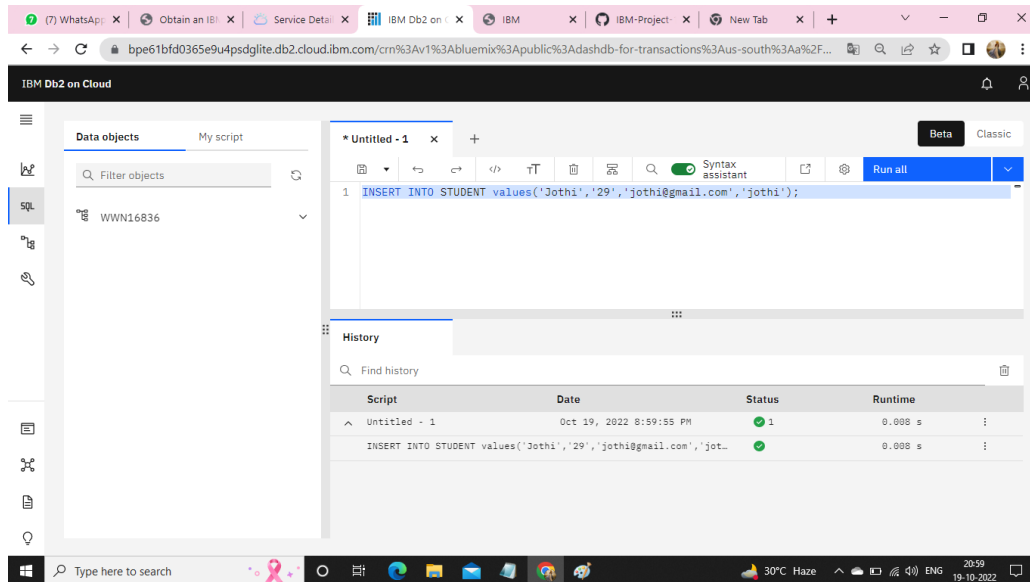 (7) WhatsApp
Obtain an IBM
Service Detail
IBM Db2 on C
IBM
IBM-Project-
New Tab
bpe61bfd0365e9u4psdglite.db2.cloud.ibm.com/crn%3Av1%3Abluemix%3Apublic%3Adashdb-for-transactions%3Aus-south%3Aa%2F...
IBM Db2 on Cloud
Data objects
My script
* Untitled - 1
Beta
Classic
Filter objects
Syntax assistant
Run all
SQL
WWN16836
1 INSERT INTO STUDENT values('Jothi','29','jothi@gmail.com','jothi');
History
Find history
Script Date Status Runtime
Untitled - 1 Oct 19, 2022 8:59:55 PM 1 0.008 s
INSERT INTO STUDENT values('Jothi','29','jothi@gmail.com','jot… 0.008 s
Type here to search
30°C Haze
ENG
20:59
19-10-2022